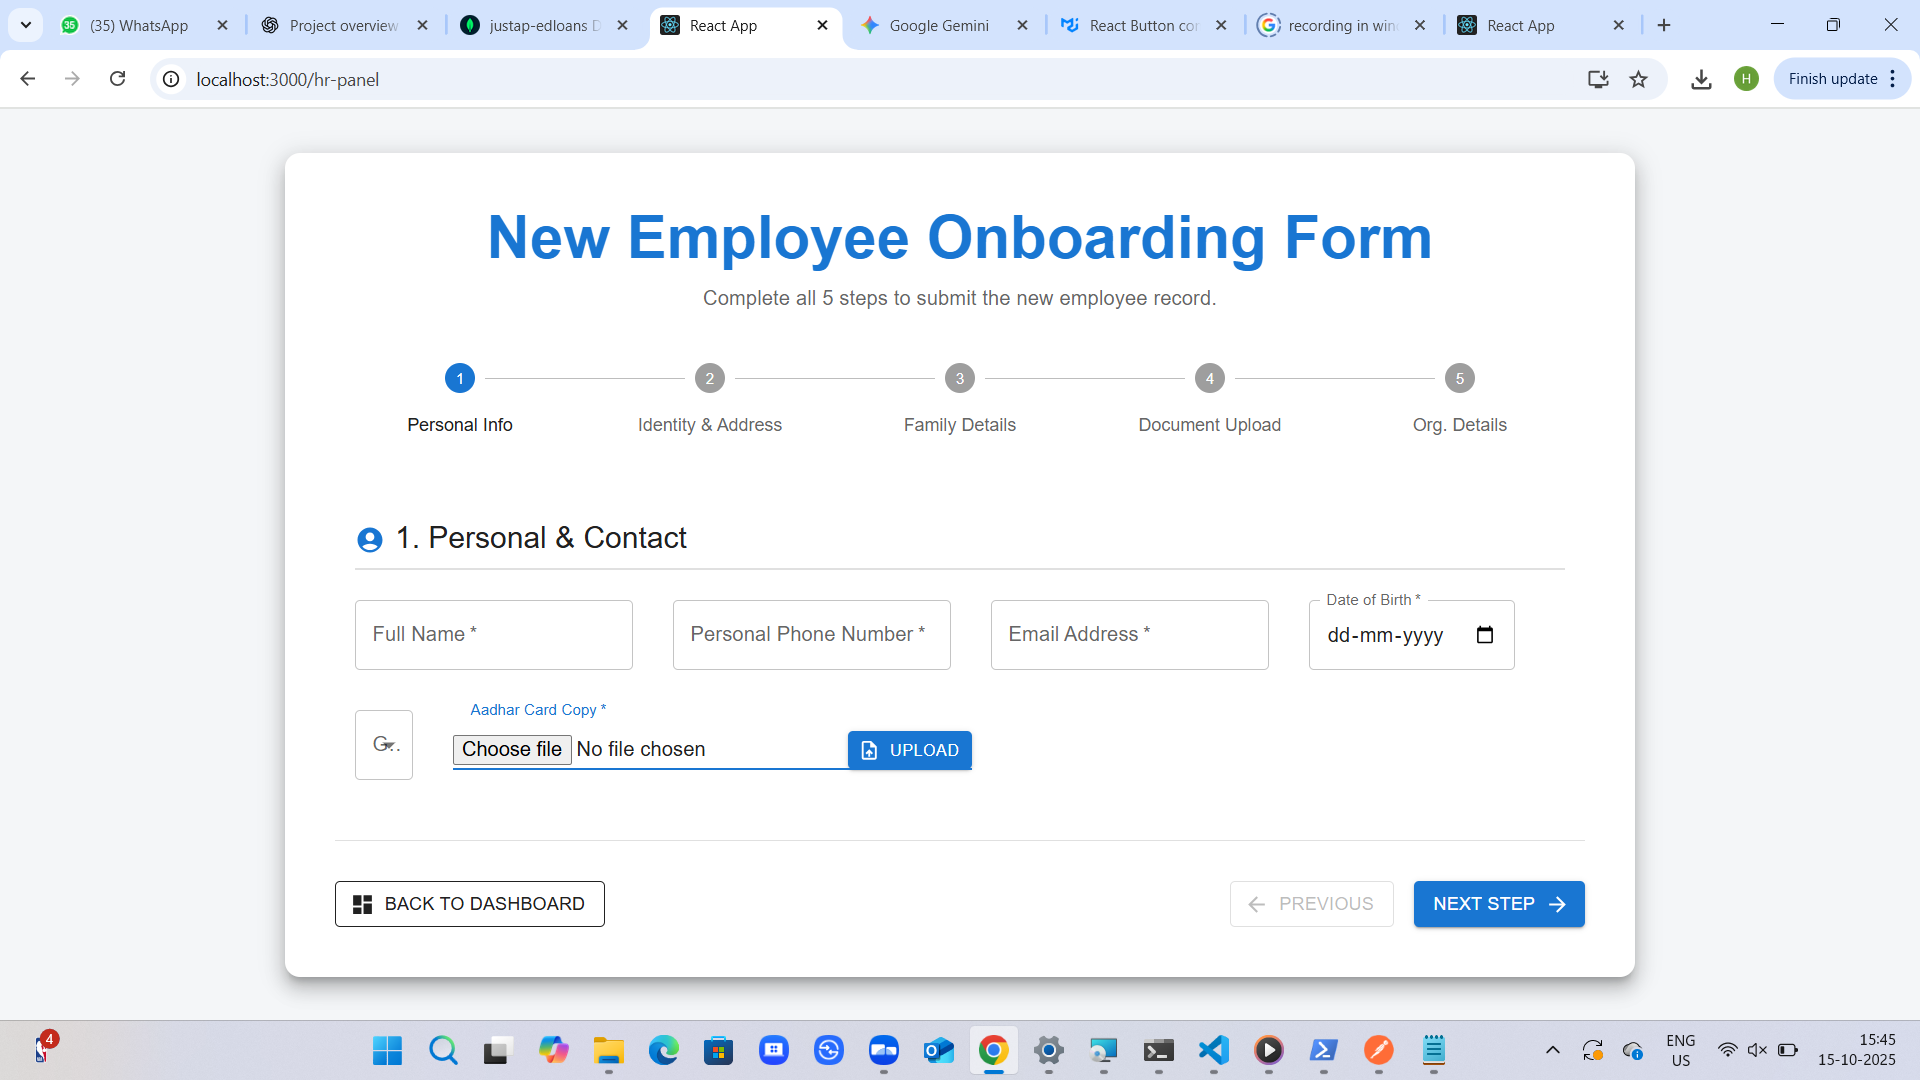 35 (35) WhatsApp
Project overview
justap-edloans D
React App
Google Gemini
React Button cor
recording in win
React App
localhost:3000/hr-panel
H
Finish update
New Employee Onboarding Form
Complete all 5 steps to submit the new employee record.
1 2 3 4 5
Personal Info Identity & Address Family Details Document Upload Org. Details
1. Personal & Contact
Date of Birth *
Full Name * Personal Phone Number * Email Address * dd-mm-yyyy
Aadhar Card Copy *
G... Choose file No file chosen UPLOAD
BACK TO DASHBOARD PREVIOUS NEXT STEP
4
ENG
US
15:45
15-10-2025